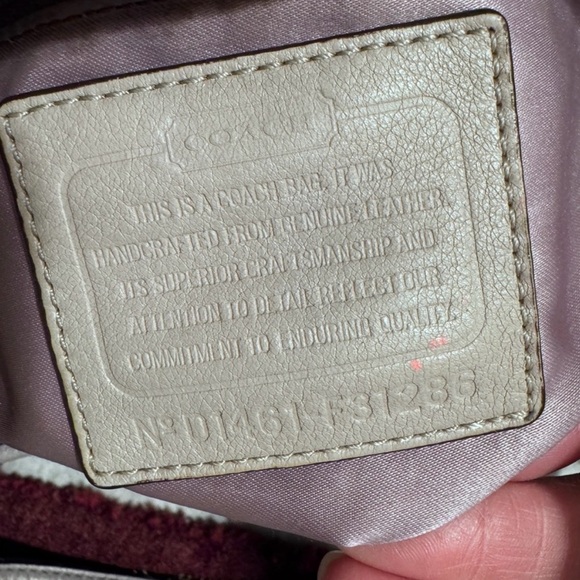 COACH
THIS IS A COACH BAG. IT WAS
HANDCRAFTED FROM GENUINE LEATHER.
ITS SUPERIOR CRAFTSMANSHIP AND
ATTENTION TO DETAIL REFLECT OUR
COMMITMENT TO ENDURING QUALITY.
Nº D1461-F31286